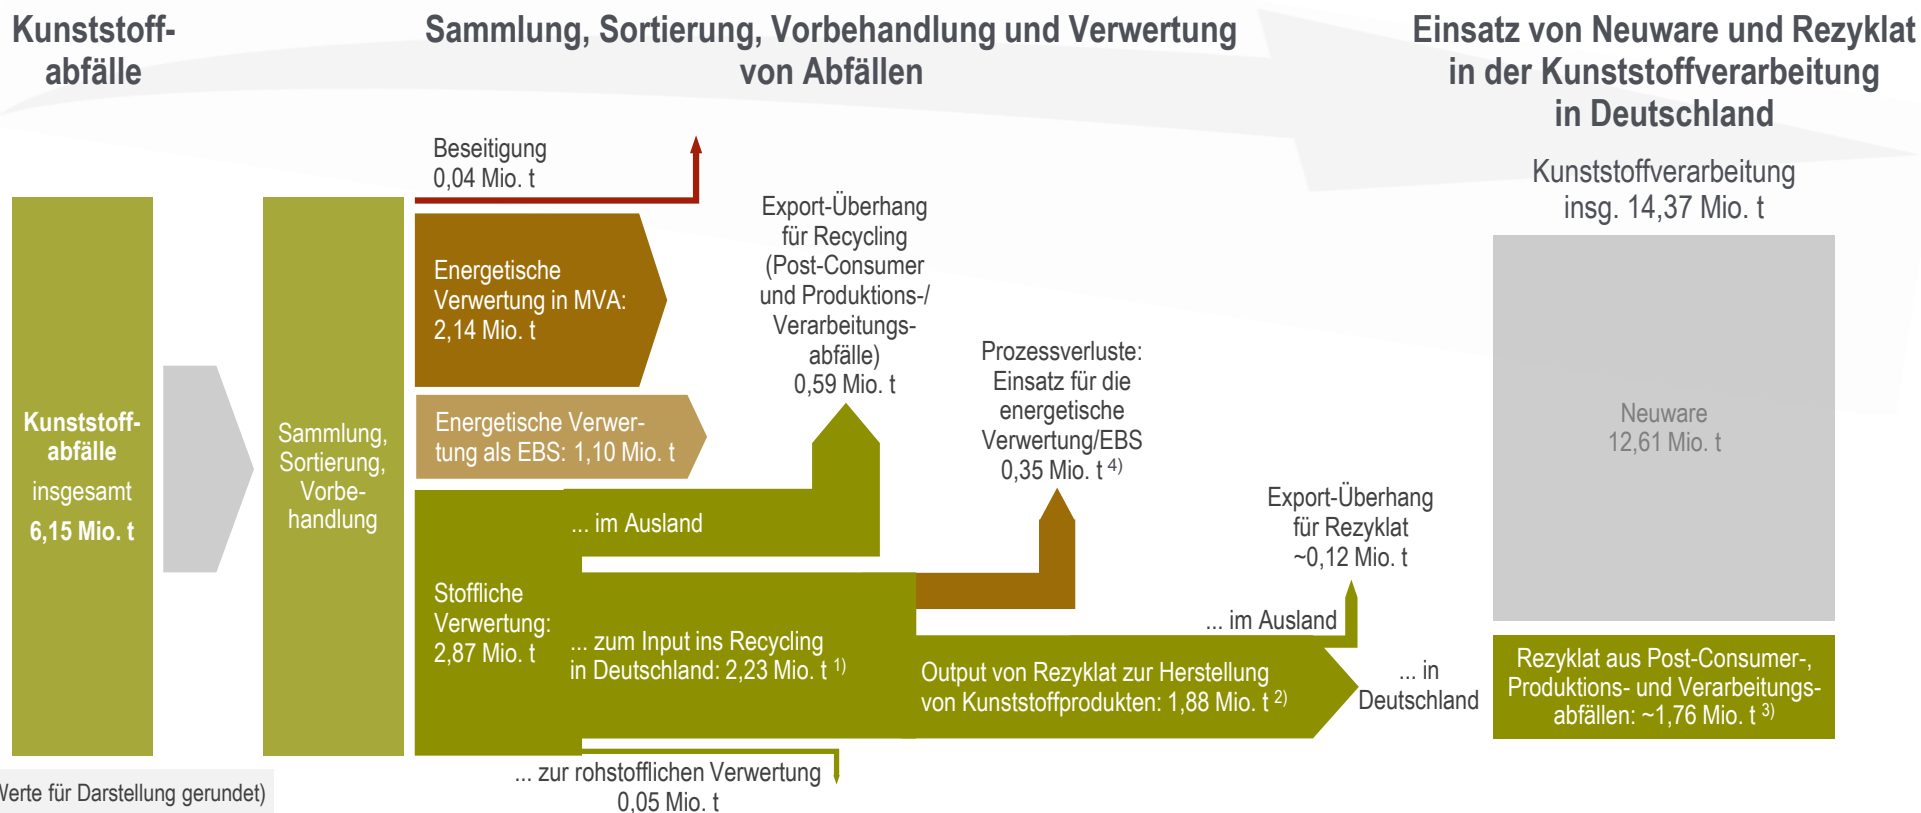 Kunststoff-
abfälle
Sammlung, Sortierung, Vorbehandlung und Verwertung
von Abfällen
Einsatz von Neuware und Rezyklat
in der Kunststoffverarbeitung
in Deutschland
Kunststoffverarbeitung
insg. 14,37 Mio. t
Beseitigung
0,04 Mio. t
Energetische
Verwertung in MVA:
2,14 Mio. t
Export-Überhang
für Recycling
(Post-Consumer
und Produktions-/
Verarbeitungs-
abfälle)
0,59 Mio. t
Prozessverluste:
Einsatz für die
energetische
Verwertung/EBS
0,35 Mio. t 4)
Kunststoff-
abfälle
insgesamt
6,15 Mio. t
Sammlung,
Sortierung,
Vorbe-
handlung
Energetische Verwer-
tung als EBS: 1,10 Mio. t
Neuware
12,61 Mio. t
... im Ausland
Export-Überhang
für Rezyklat
~0,12 Mio. t
Stoffliche
Verwertung:
2,87 Mio. t
... zum Input ins Recycling
in Deutschland: 2,23 Mio. t 1)
... im Ausland
Output von Rezyklat zur Herstellung
von Kunststoffprodukten: 1,88 Mio. t 2)
... in
Deutschland
Rezyklat aus Post-Consumer-,
Produktions- und Verarbeitungs-
abfällen: ~1,76 Mio. t 3)
... zur rohstofflichen Verwertung
0,05 Mio. t
Werte für Darstellung gerundet)